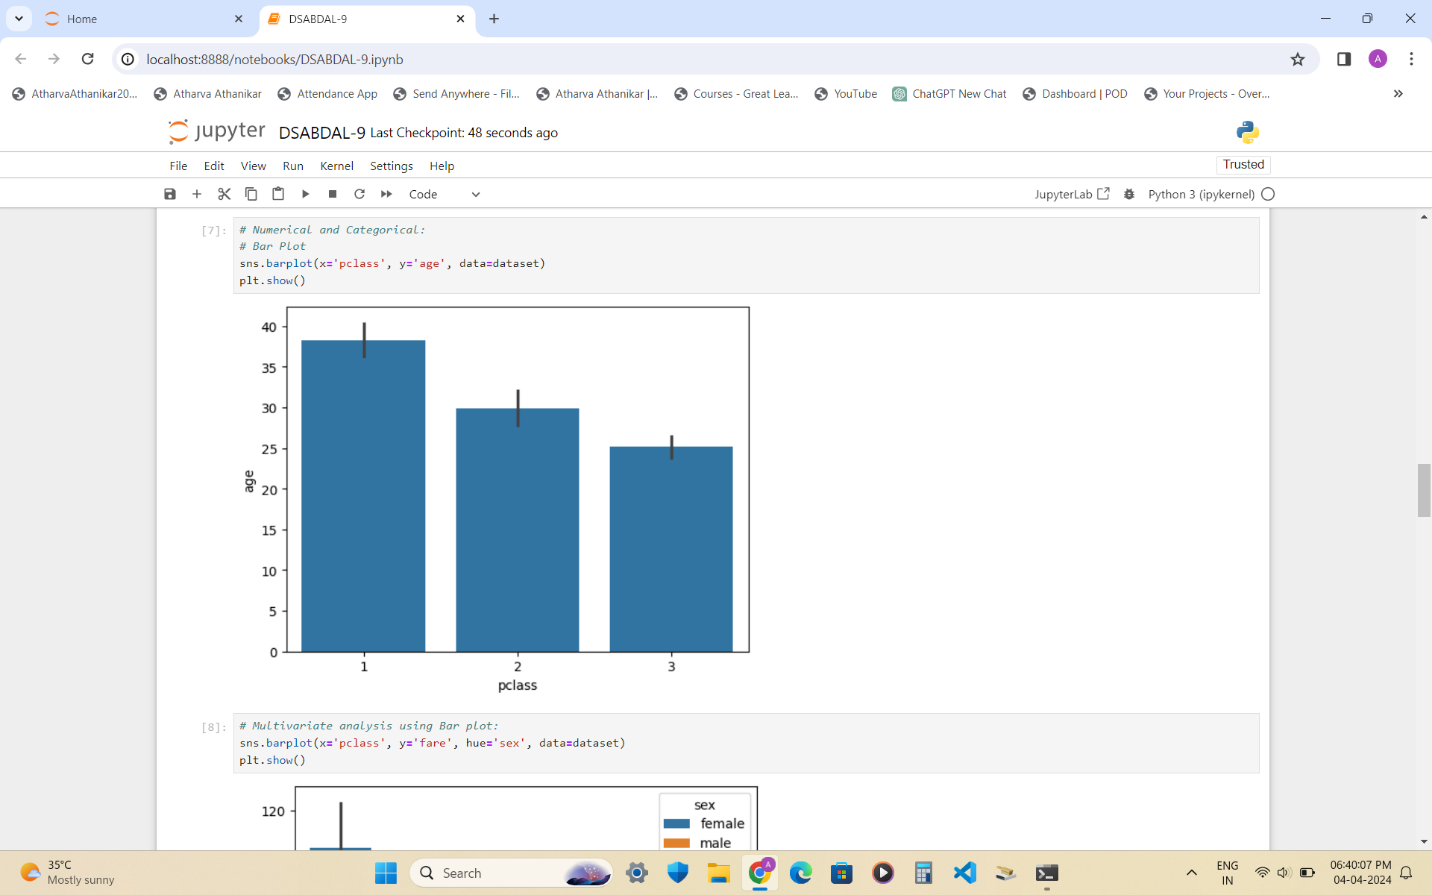 Home
DSABDAL-9
localhost:8888/notebooks/DSABDAL-9.ipynb
A
AtharvaAthanikar20...
Atharva Athanikar
Attendance App
Send Anywhere - Fil...
Atharva Athanikar |...
Courses - Great Lea...
YouTube
ChatGPT New Chat
Dashboard | POD
Your Projects - Over...
jupyter DSABDAL-9 Last Checkpoint: 48 seconds ago
File Edit View Run Kernel Settings Help
Trusted
Code
JupyterLab
Python 3 (ipykernel)
[7]:
# Numerical and Categorical:
# Bar Plot
sns.barplot(x='pclass', y='age', data=dataset)
plt.show()
40
35
30
25
20
15
10
5
0
age
1 2 3
pclass
[8]:
# Multivariate analysis using Bar plot:
sns.barplot(x='pclass', y='fare', hue='sex', data=dataset)
plt.show()
120
sex
female
male
35°C
Mostly sunny
Search
A
ENG
IN
06:40:07 PM
04-04-2024